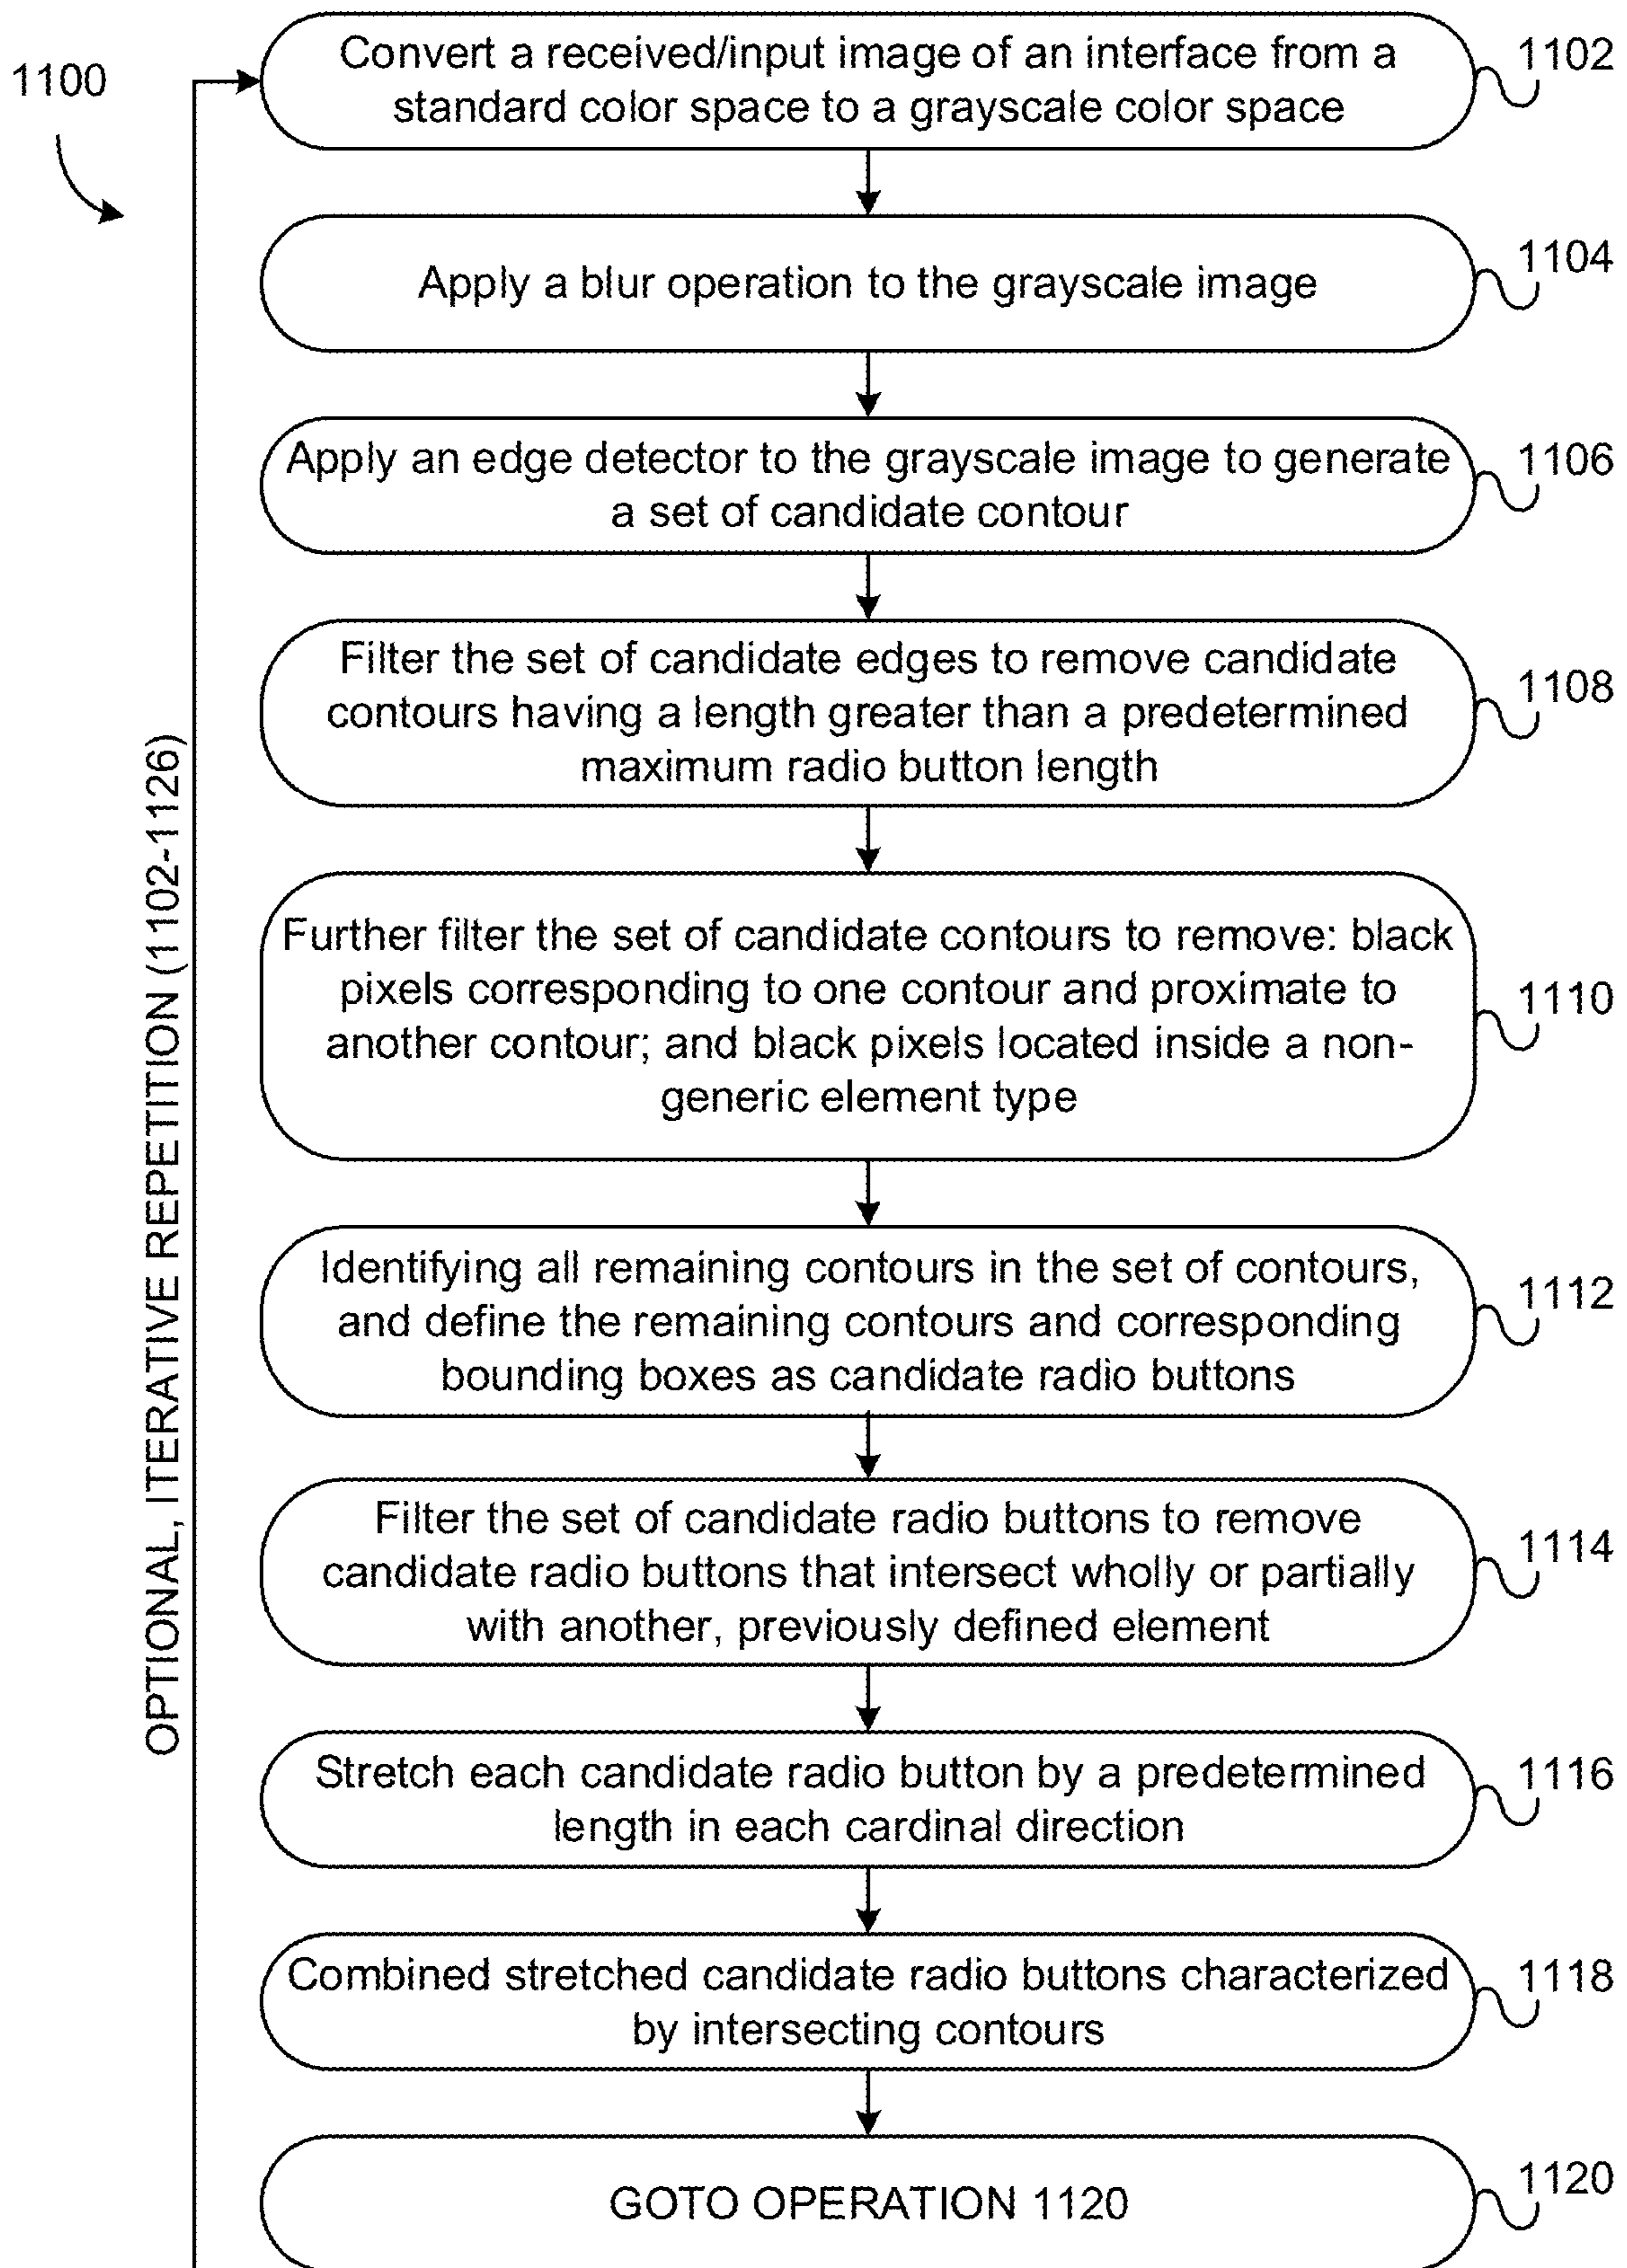 1100
Convert a received/input image of an interface from a
standard color space to a grayscale color space
1102
Apply a blur operation to the grayscale image
1104
Apply an edge detector to the grayscale image to generate
a set of candidate contour
1106
Filter the set of candidate edges to remove candidate
contours having a length greater than a predetermined
maximum radio button length
1108
Further filter the set of candidate contours to remove: black
pixels corresponding to one contour and proximate to
another contour; and black pixels located inside a non-
generic element type
1110
Identifying all remaining contours in the set of contours,
and define the remaining contours and corresponding
bounding boxes as candidate radio buttons
1112
Filter the set of candidate radio buttons to remove
candidate radio buttons that intersect wholly or partially
with another, previously defined element
1114
Stretch each candidate radio button by a predetermined
length in each cardinal direction
1116
Combined stretched candidate radio buttons characterized
by intersecting contours
1118
GOTO OPERATION 1120
1120
OPTIONAL, ITERATIVE REPETITION (1102-1126)